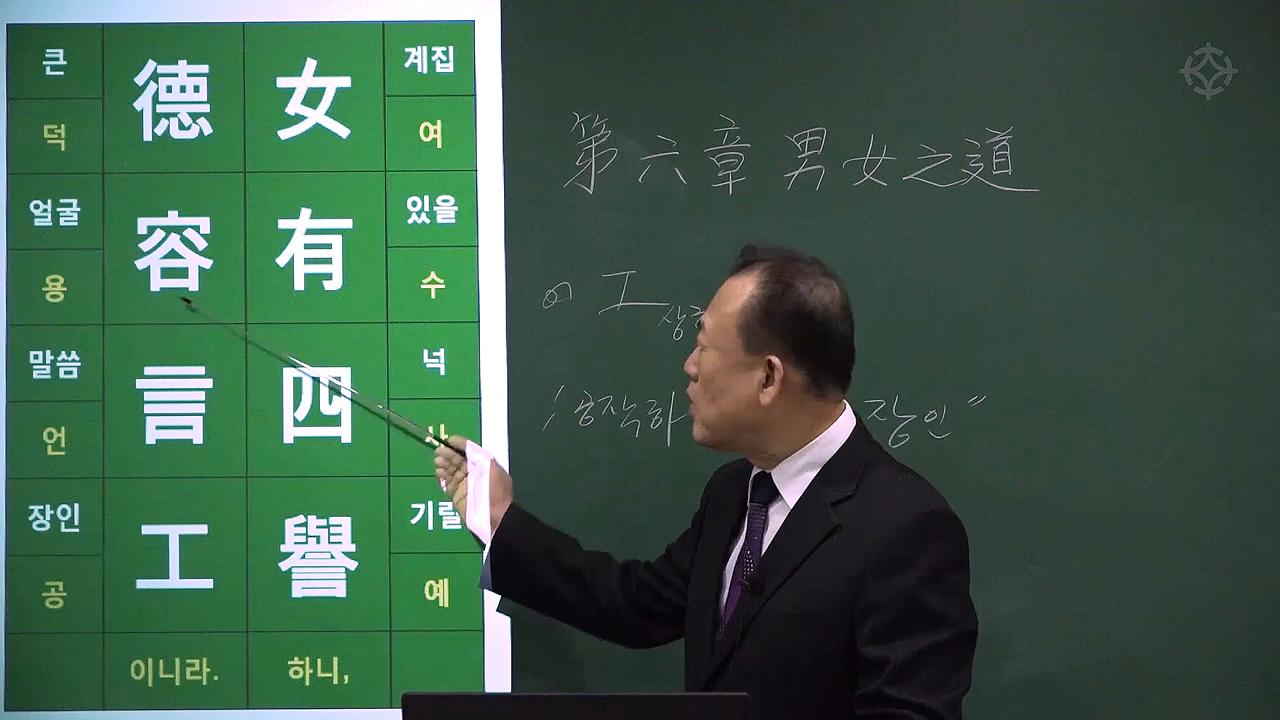 女有四譽하니,
계집 여
있을 수
넉
예
德容言工이니라.
큰 덕
얼굴 용
말씀 언
장인 공
第六章 男女之道
工
장인"